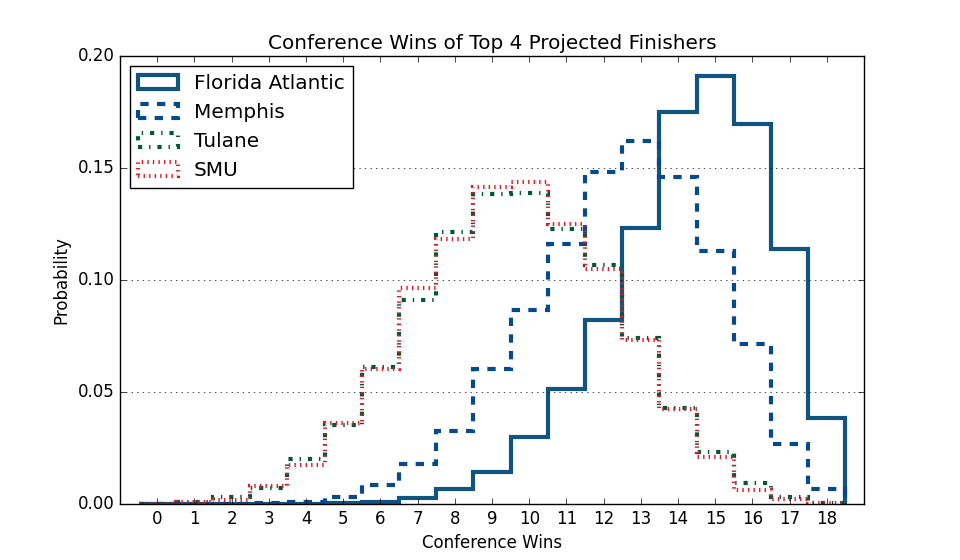 Conference Wins of Top 4 Projected Finishers
0.20
0.15
0.10
0.05
0.00
Probability
Florida Atlantic
Memphis
Tulane
SMU
0 1 2 3 4 5 6 7 8 9 10 11 12 13 14 15 16 17 18
Conference Wins